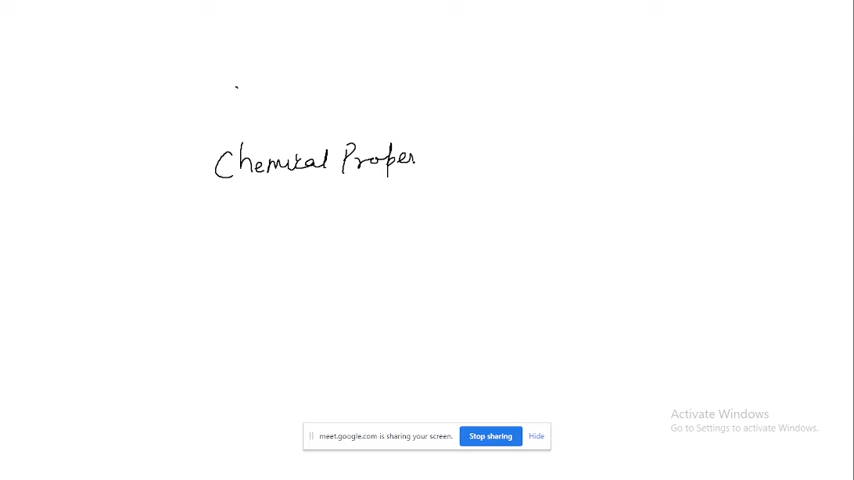 Chemical Proper
Activate Windows
Go to Settings to activate Windows.
meet.google.com is sharing your screen.
Stop sharing
Hide